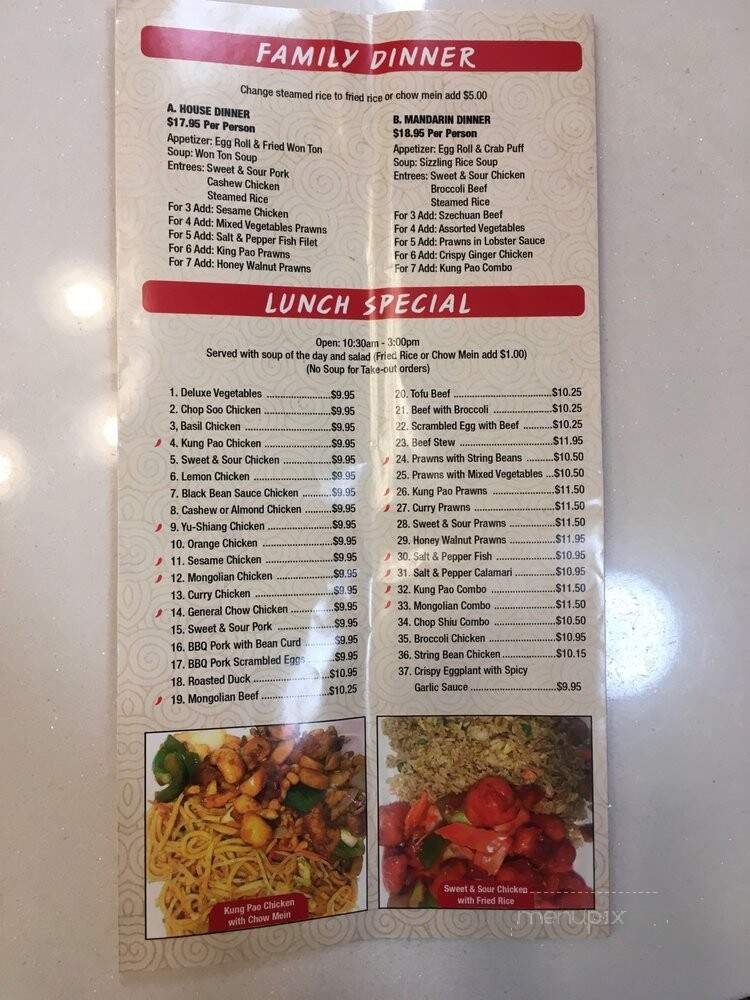 FAMILY DINNER
Change steamed rice to fried rice or chow mein add $5.00
A. HOUSE DINNER
$17.95 Per Person
Appetizer: Egg Roll & Fried Won Ton
Soup: Won Ton Soup
Entrees: Sweet & Sour Pork
Cashew Chicken
Steamed Rice
For 3 Add: Sesame Chicken
For 4 Add: Mixed Vegetables Prawns
For 5 Add: Salt & Pepper Fish Filet
For 6 Add: King Pao Prawns
For 7 Add: Honey Walnut Prawns
B. MANDARIN DINNER
$18.95 Per Person
Appetizer: Egg Roll & Crab Puff
Soup: Sizzling Rice Soup
Entrees: Sweet & Sour Chicken
Broccoli Beef
Steamed Rice
For 3 Add: Szechuan Beef
For 4 Add: Assorted Vegetables
For 5 Add: Prawns in Lobster Sauce
For 6 Add: Crispy Ginger Chicken
For 7 Add: Kung Pao Combo
LUNCH SPECIAL
Open: 10:30am - 3:00pm
Served with soup of the day and salad (Fried Rice or Chow Mein add $1.00)
(No Soup for Take-out orders)
1. Deluxe Vegetables .......................$9.95
2. Chop Soo Chicken .......................$9.95
3, Basil Chicken .......................$9.95
4. Kung Pao Chicken .......................$9.95
5. Sweet & Sour Chicken .................$9.95
6. Lemon Chicken .......................$9.95
7. Black Bean Sauce Chicken ..........$9.95
8. Cashew or Almond Chicken .........$9.95
9. Yu-Shiang Chicken .......................$9.95
10. Orange Chicken .......................$9.95
11. Sesame Chicken .......................$9.95
12. Mongolian Chicken .......................$9.95
13. Curry Chicken .......................$9.95
14. General Chow Chicken ...............$9.95
15. Sweet & Sour Pork .......................$9.95
16. BBQ Pork with Bean Curd ..........$9.95
17. BBQ Pork Scrambled Eggs..........$9.95
18. Roasted Duck.......................$10.95
19. Mongolian Beef .......................$10.25
20. Tofu Beef .......................$10.25
21. Beef with Broccoli .......................$10.25
22. Scrambled Egg with Beef ..........$10.25
23. Beef Stew .......................$11.95
24. Prawns with String Beans ..........$10.50
25. Prawns with Mixed Vegetables ...$10.50
26. Kung Pao Prawns .......................$11.50
27. Curry Prawns .......................$11.50
28. Sweet & Sour Prawns .................$11.50
29. Honey Walnut Prawns .................$11.95
30. Salt & Pepper Fish .......................$10.95
31. Salt & Pepper Calamari ...............$10.95
32. Kung Pao Combo .......................$11.50
33. Mongolian Combo .......................$11.50
34. Chop Shiu Combo .......................$10.50
35. Broccoli Chicken .......................$10.95
36. String Bean Chicken....................$10.15
37. Crispy Eggplant with Spicy
Garlic Sauce .......................$9.95
Kung Pao Chicken
with Chow Mein
Sweet & Sour Chicken
with Fried Rice
menupix